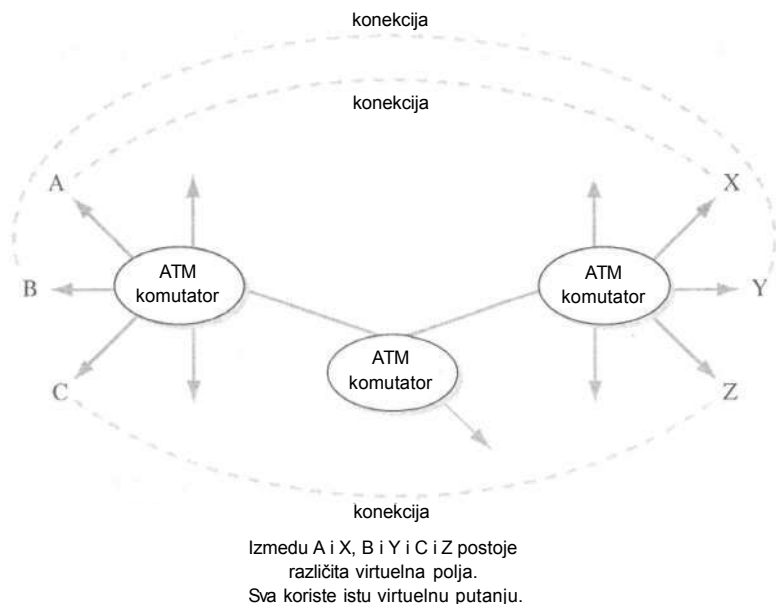 konekcija
konekcija
A
X
ATM
komutator
ATM
komutator
B
Y
ATM
komutator
C
Z
konekcija
Izmedu A i X, B i Y i C i Z postoje
različita virtuelna polja.
Sva koriste istu virtuelnu putanju.